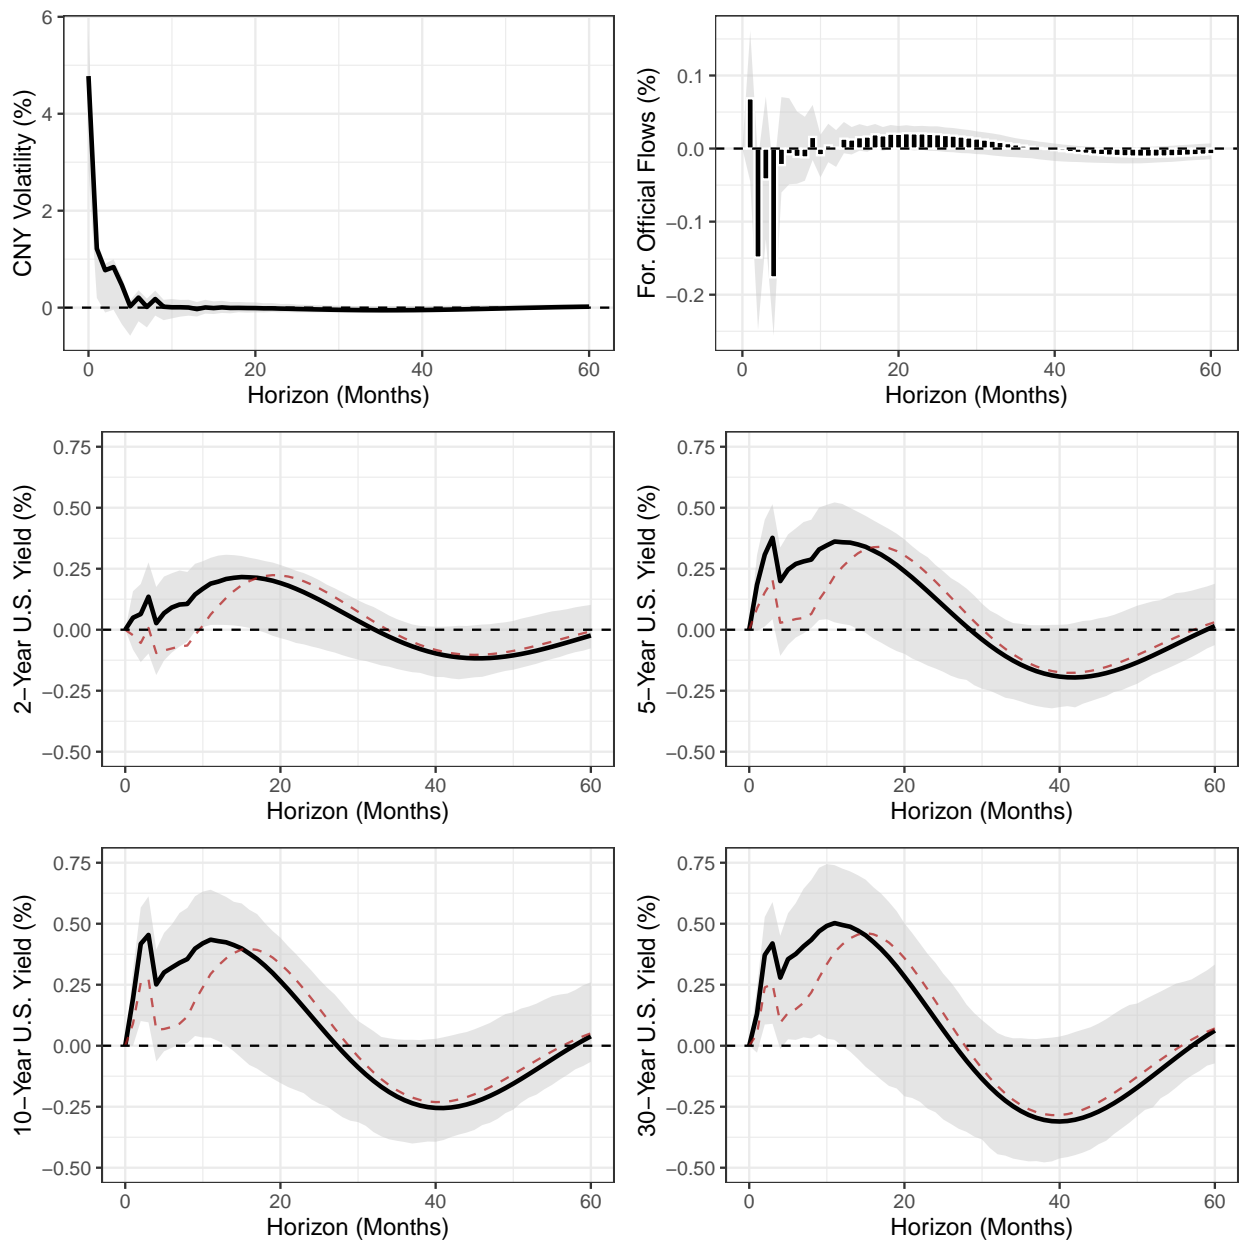 CNY Volatility (%)
6
4
2
0
0 20 40 60
Horizon (Months)
For. Official Flows (%)
0.1
0.0
−0.1
−0.2
0 20 40 60
Horizon (Months)
2−Year U.S. Yield (%)
0.75
0.50
0.25
0.00
−0.25
−0.50
0 20 40 60
Horizon (Months)
5−Year U.S. Yield (%)
0.75
0.50
0.25
0.00
−0.25
−0.50
0 20 40 60
Horizon (Months)
10−Year U.S. Yield (%)
0.75
0.50
0.25
0.00
−0.25
−0.50
0 20 40 60
Horizon (Months)
30−Year U.S. Yield (%)
0.75
0.50
0.25
0.00
−0.25
−0.50
0 20 40 60
Horizon (Months)